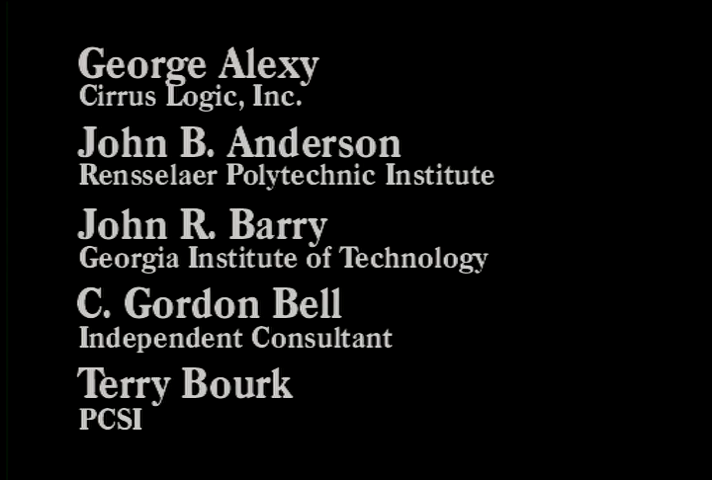 George Alexy
Cirrus Logic, Inc.
John B. Anderson
Rensselaer Polytechnic Institute
John R. Barry
Georgia Institute of Technology
C. Gordon Bell
Independent Consultant
Terry Bourk
PCSI